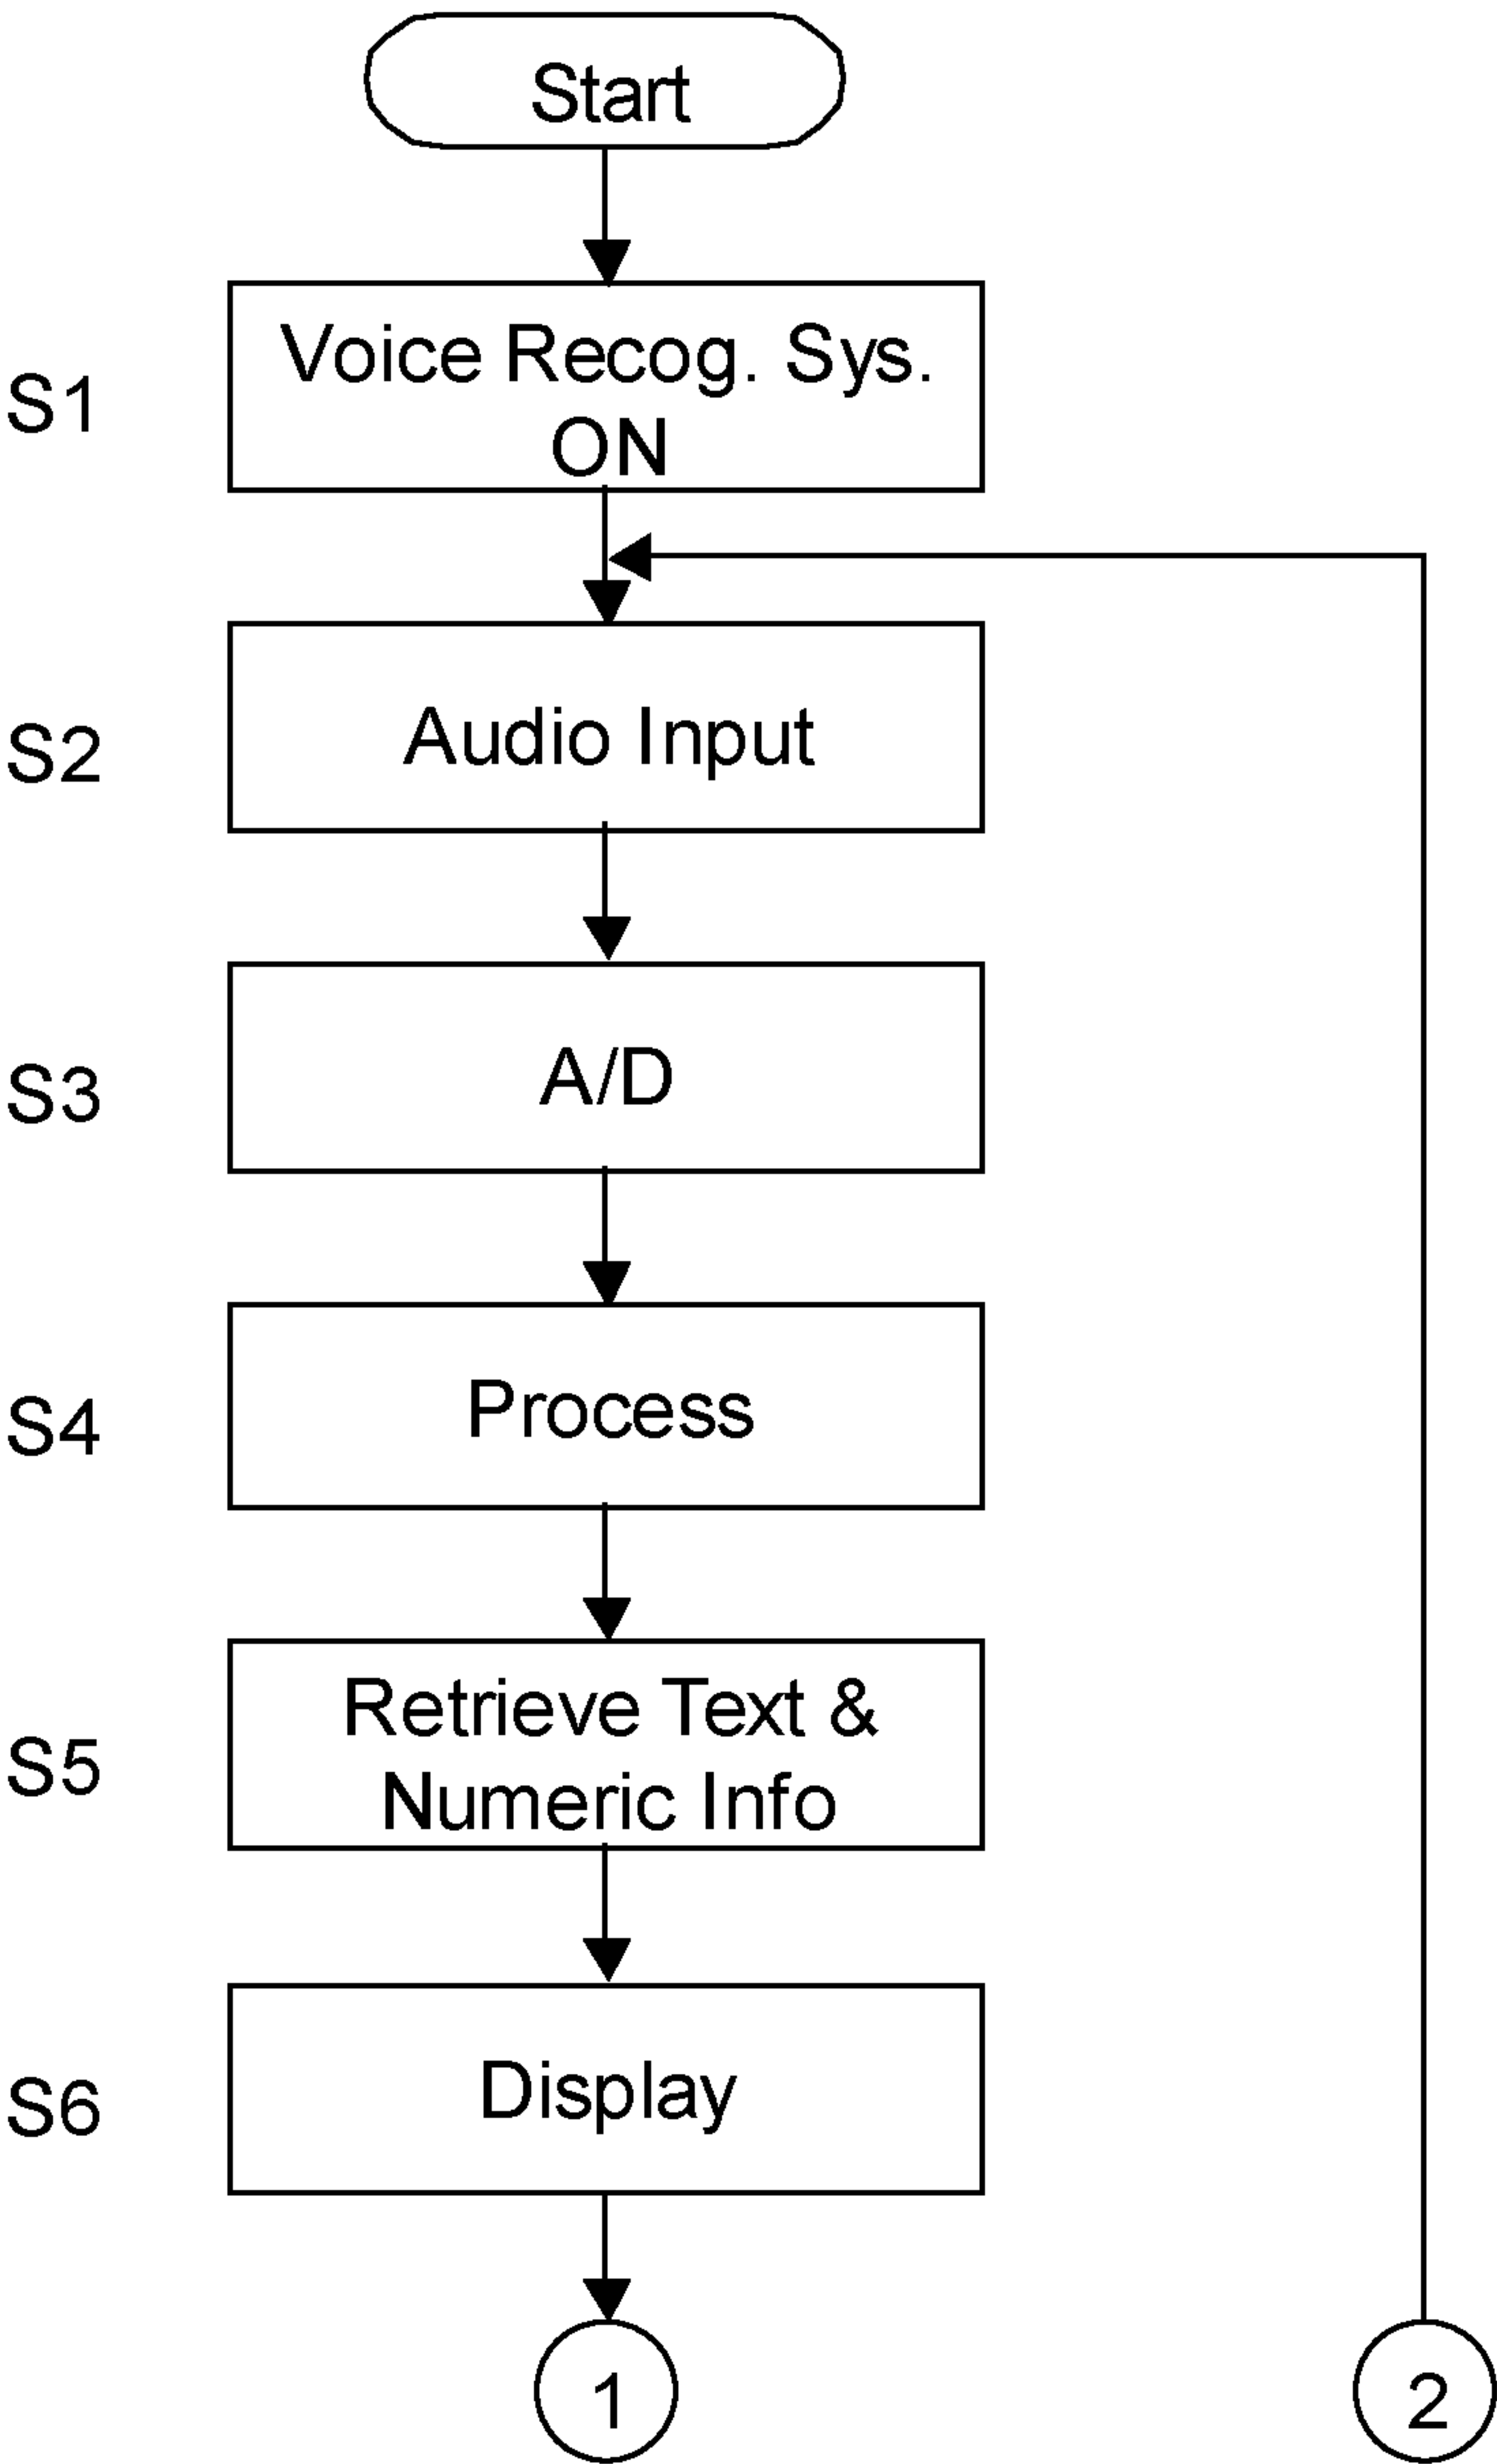 Start
S1
Voice Recog. Sys.
ON
S2
Audio Input
S3
A/D
S4
Process
S5
Retrieve Text &
Numeric Info
S6
Display
1
2